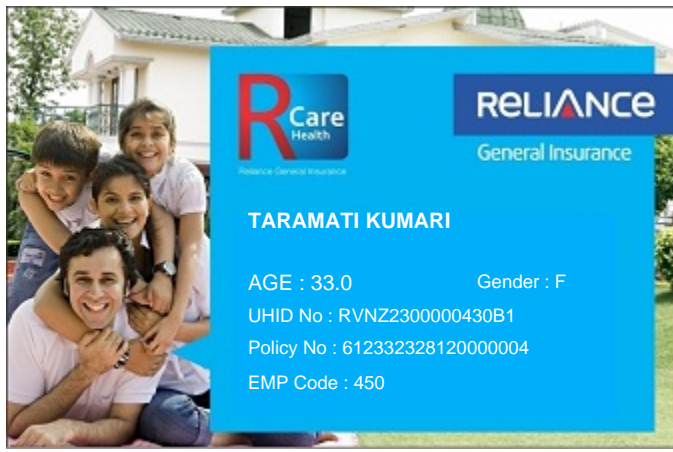 R Care
Health
Reliance General Insurance
RELIANCE
General Insurance
TARAMATI KUMARI
AGE : 33.0 Gender : F
UHID No : RVNZ2300000430B1
Policy No : 612332328120000004
EMP Code : 450